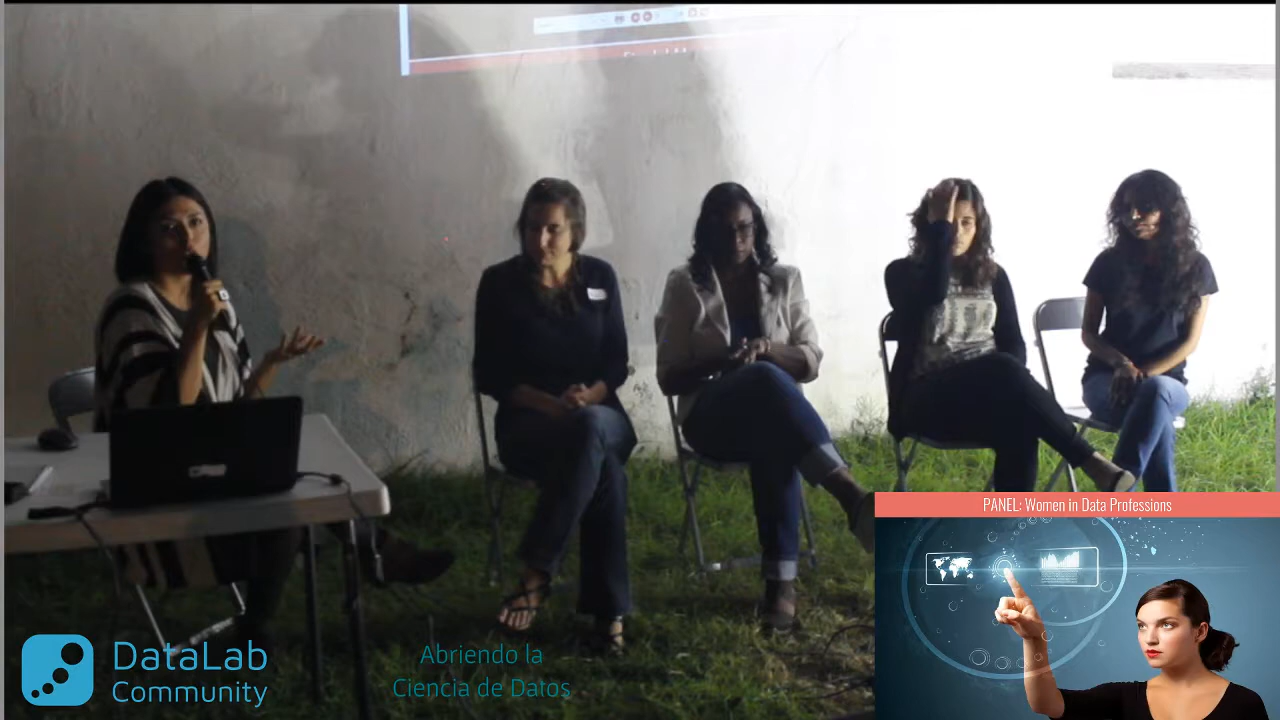 PANEL: Women in Data Professions
DataLab
Community
Abriendo la
Ciencia de Datos